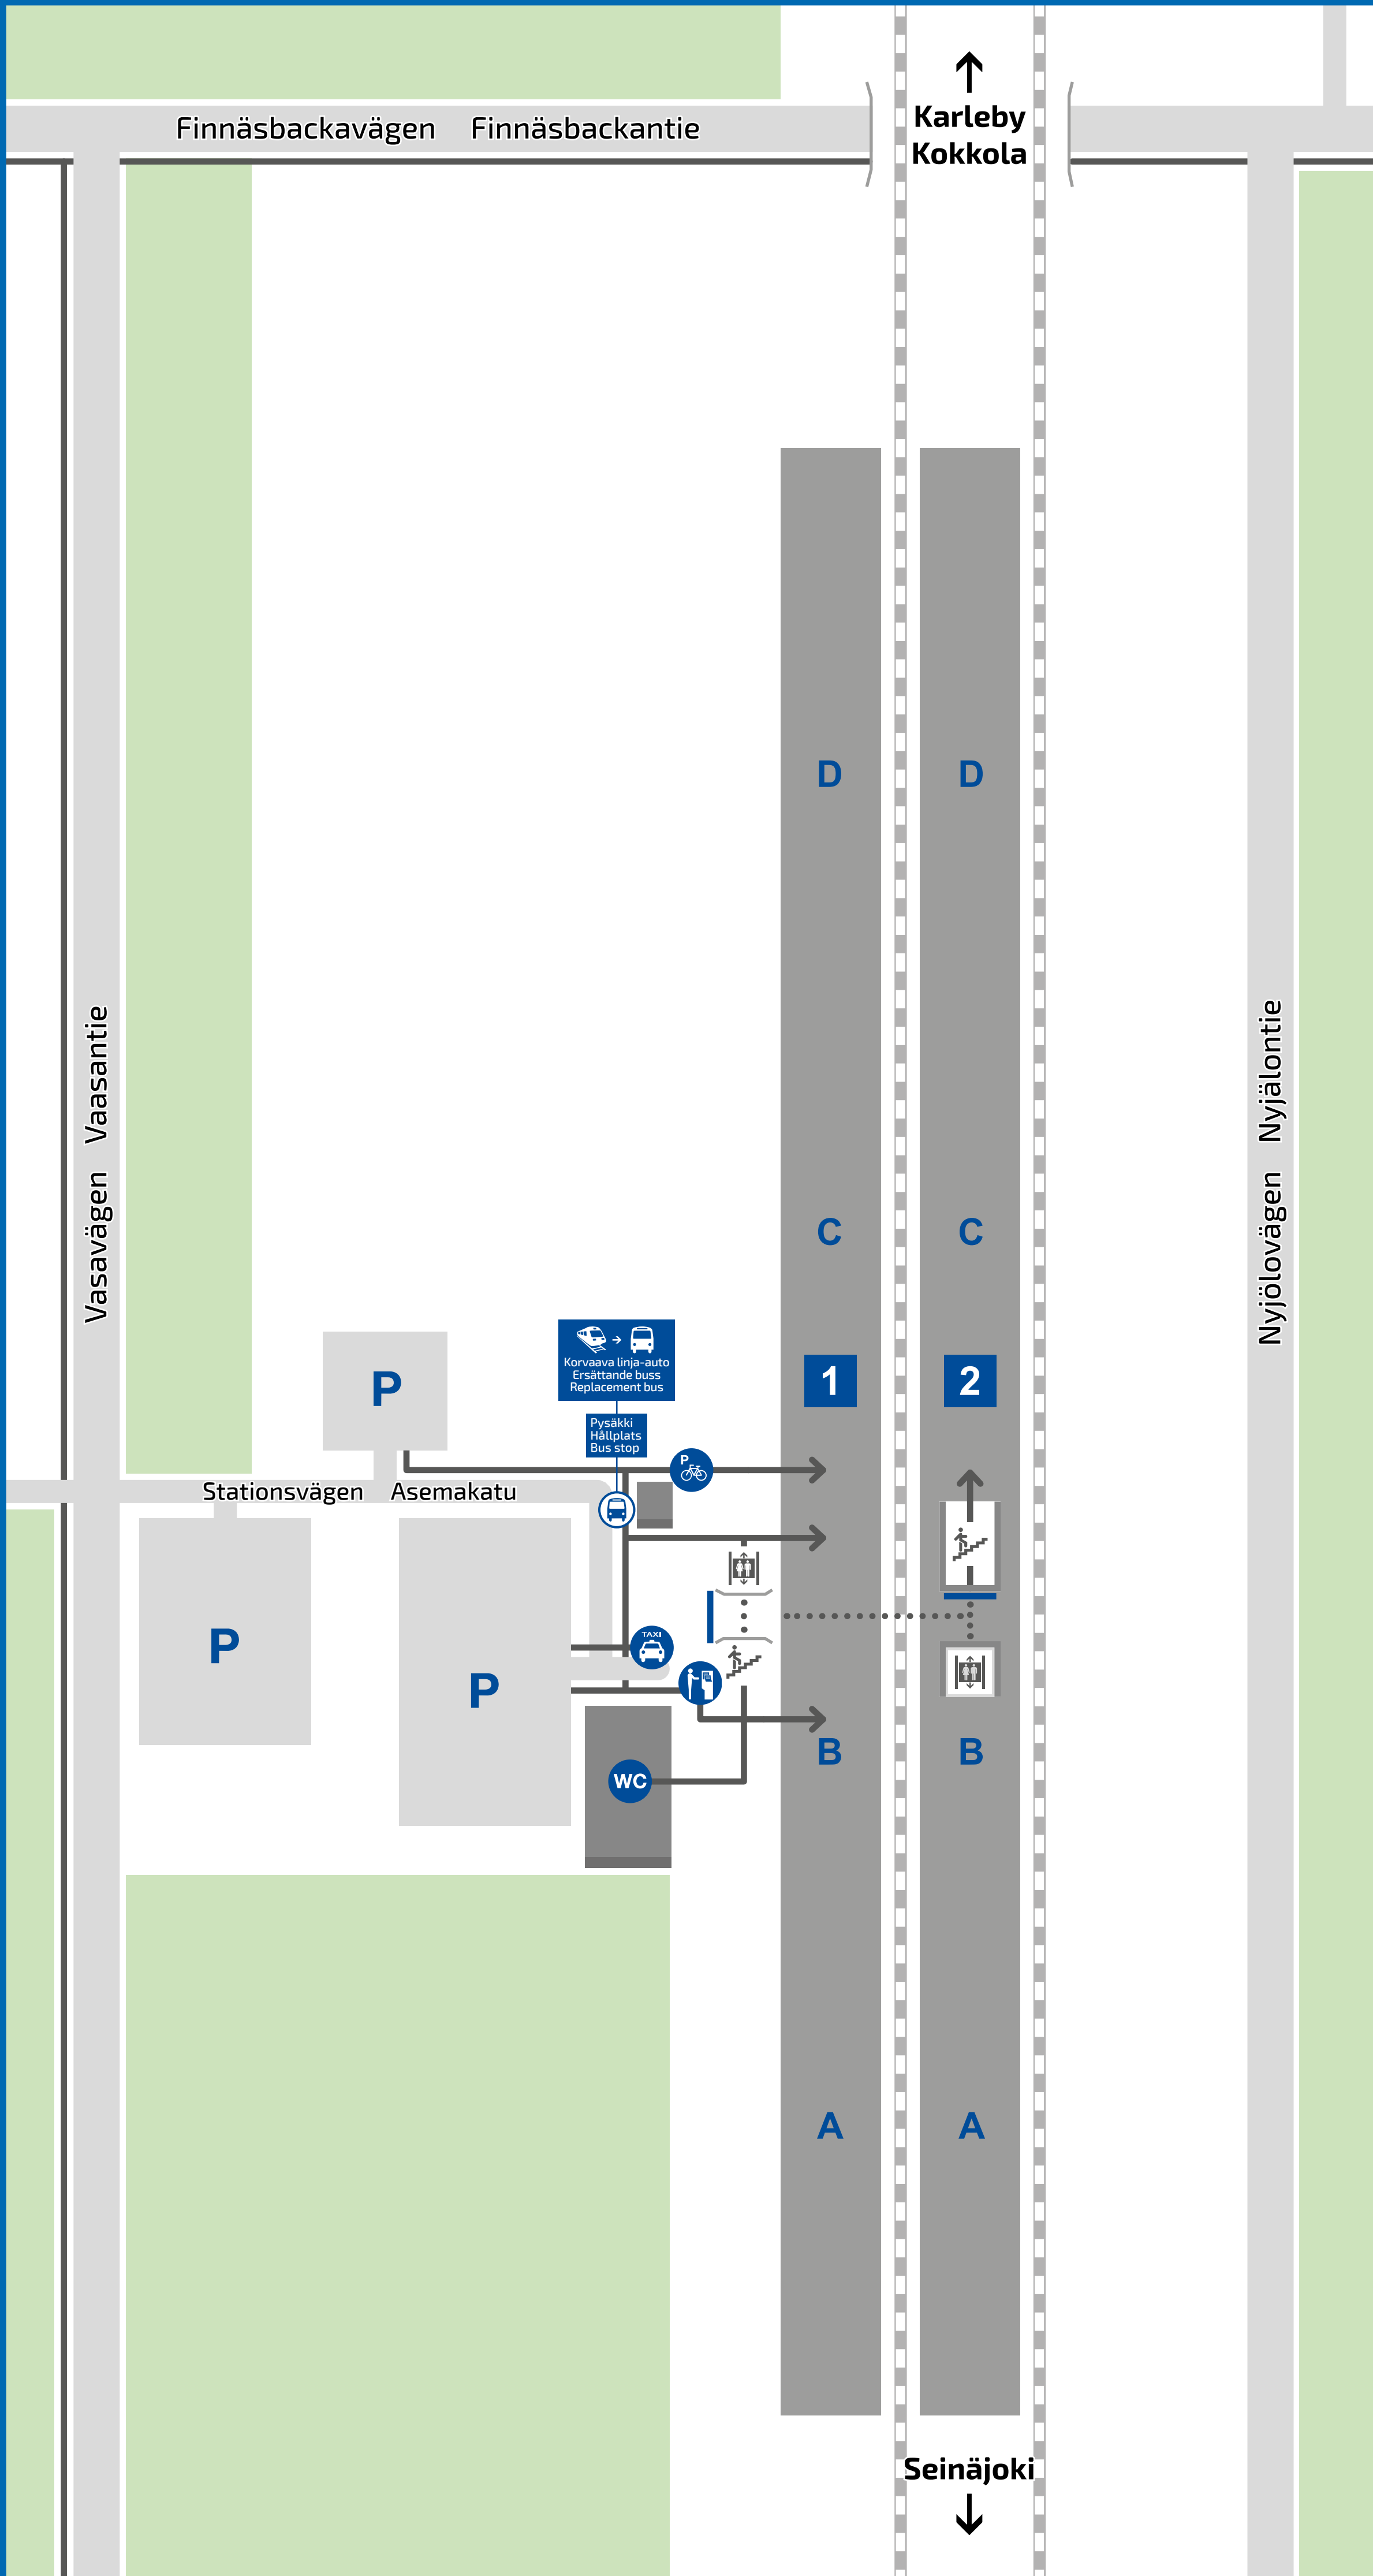 Karleby
Kokkola
Finnäsbackavägen Finnäsbackantie
D D
Vasavägen Vaasantie
Nyjölovägen Nyjälontie
C C
Korvaava linja-auto
Ersättande buss
Replacement bus
1 2
P
Pysäkki
Hållplats
Bus stop
P
Stationsvägen Asemakatu
TAXI
P
P
B B
WC
A A
Seinäjoki